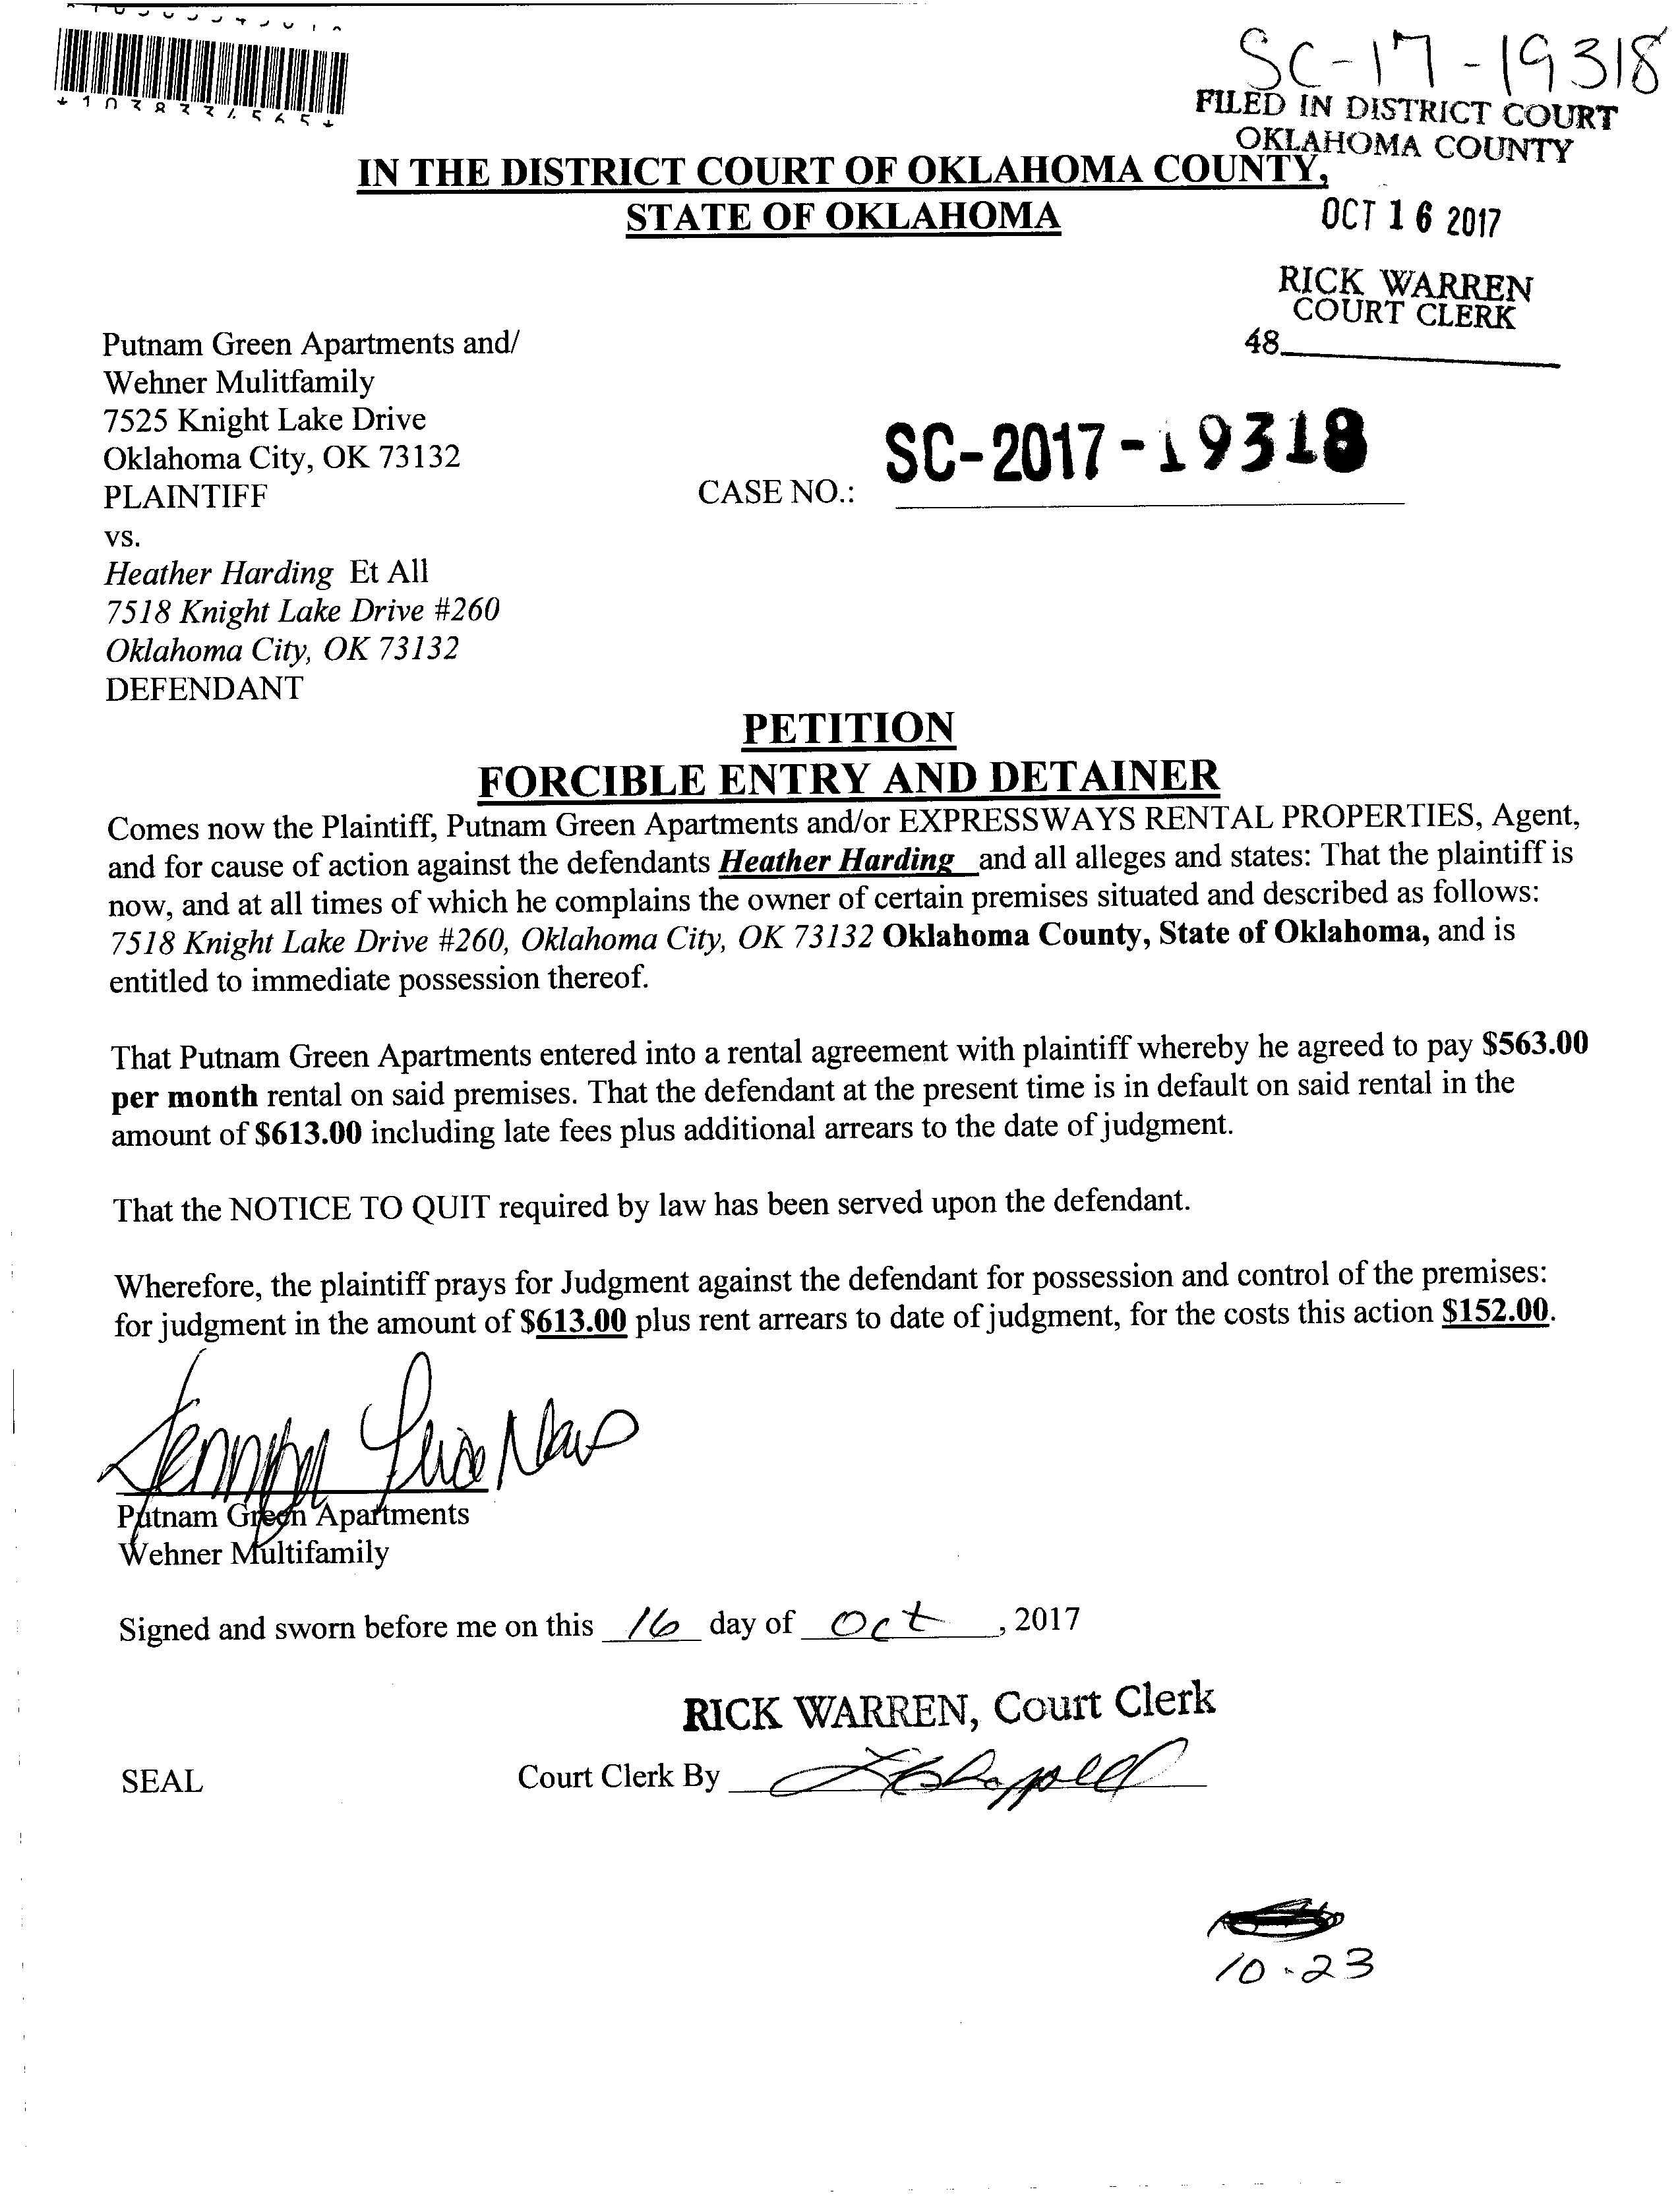 SC-17-19318
FILED IN DISTRICT COURT
OKLAHOMA COUNTY
IN THE DISTRICT COURT OF OKLAHOMA COUNTY,
STATE OF OKLAHOMA
OCT 16 2017
RICK WARREN
COURT CLERK
48
Putnam Green Apartments and/
Wehner Mulitfamily
7525 Knight Lake Drive
Oklahoma City, OK 73132
PLAINTIFF
CASE NO.: SC-2017-19318
vs.
Heather Harding Et All
7518 Knight Lake Drive #260
Oklahoma City, OK 73132
DEFENDANT
PETITION
FORCIBLE ENTRY AND DETAINER
Comes now the Plaintiff, Putnam Green Apartments and/or EXPRESSWAYS RENTAL PROPERTIES, Agent,
and for cause of action against the defendants Heather Harding and all alleges and states: That the plaintiff is
now, and at all times of which he complains the owner of certain premises situated and described as follows:
7518 Knight Lake Drive #260, Oklahoma City, OK 73132 Oklahoma County, State of Oklahoma, and is
entitled to immediate possession thereof.
That Putnam Green Apartments entered into a rental agreement with plaintiff whereby he agreed to pay $563.00
per month rental on said premises. That the defendant at the present time is in default on said rental in the
amount of $613.00 including late fees plus additional arrears to the date of judgment.
That the NOTICE TO QUIT required by law has been served upon the defendant.
Wherefore, the plaintiff prays for Judgment against the defendant for possession and control of the premises:
for judgment in the amount of $613.00 plus rent arrears to date of judgment, for the costs this action $152.00.
Putnam Green Apartments
Wehner Multifamily
Signed and sworn before me on this 16 day of Oct, 2017
RICK WARREN, Court Clerk
SEAL
Court Clerk By
10-23